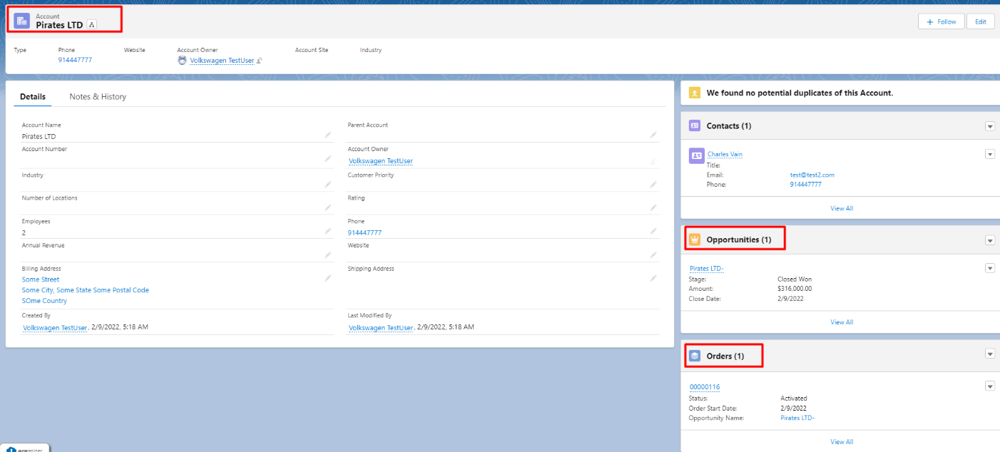 Account
Pirates LTD
Follow
Edit
Type
Phone
Website
Account Owner
Account Site
Industry
914447777
Volkswagen TestUser
Details
Notes & History
Account Name
Pirates LTD
Parent Account
Account Number
Account Owner
Volkswagen TestUser
Industry
Customer Priority
Number of Locations
Rating
Employees
2
Phone
914447777
Annual Revenue
Website
Billing Address
Some Street
Some City, Some State Some Postal Code
SOme Country
Shipping Address
Created By
Volkswagen TestUser, 2/9/2022, 5:18 AM
Last Modified By
Volkswagen TestUser, 2/9/2022, 5:18 AM
We found no potential duplicates of this Account.
Contacts (1)
Charles Vain
Title:
Email: test@test2.com
Phone: 914447777
View All
Opportunities (1)
Pirates LTD-
Stage: Closed Won
Amount: $316,000.00
Close Date: 2/9/2022
View All
Orders (1)
00000116
Status: Activated
Order Start Date: 2/9/2022
Opportunity Name: Pirates LTD-
View All